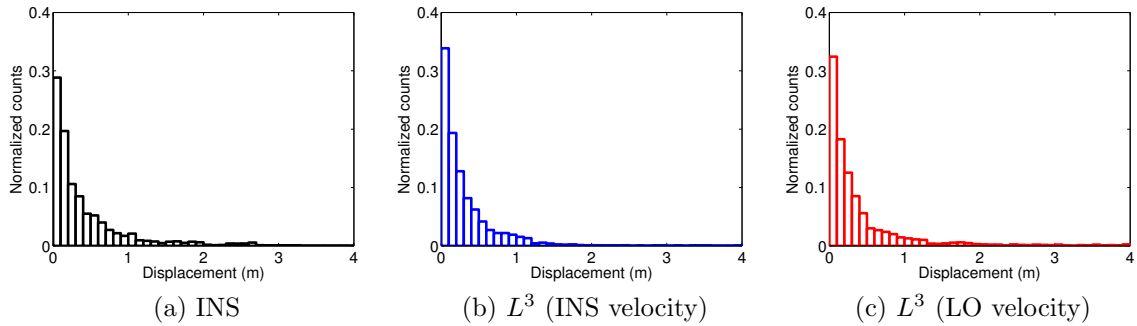 Normalized counts
0.4
0.3
0.2
0.1
0
0 1 2 3 4
Displacement (m)
(a) INS
Normalized counts
0.4
0.3
0.2
0.1
0
0 1 2 3 4
Displacement (m)
(b) L³ (INS velocity)
Normalized counts
0.4
0.3
0.2
0.1
0
0 1 2 3 4
Displacement (m)
(c) L³ (LO velocity)